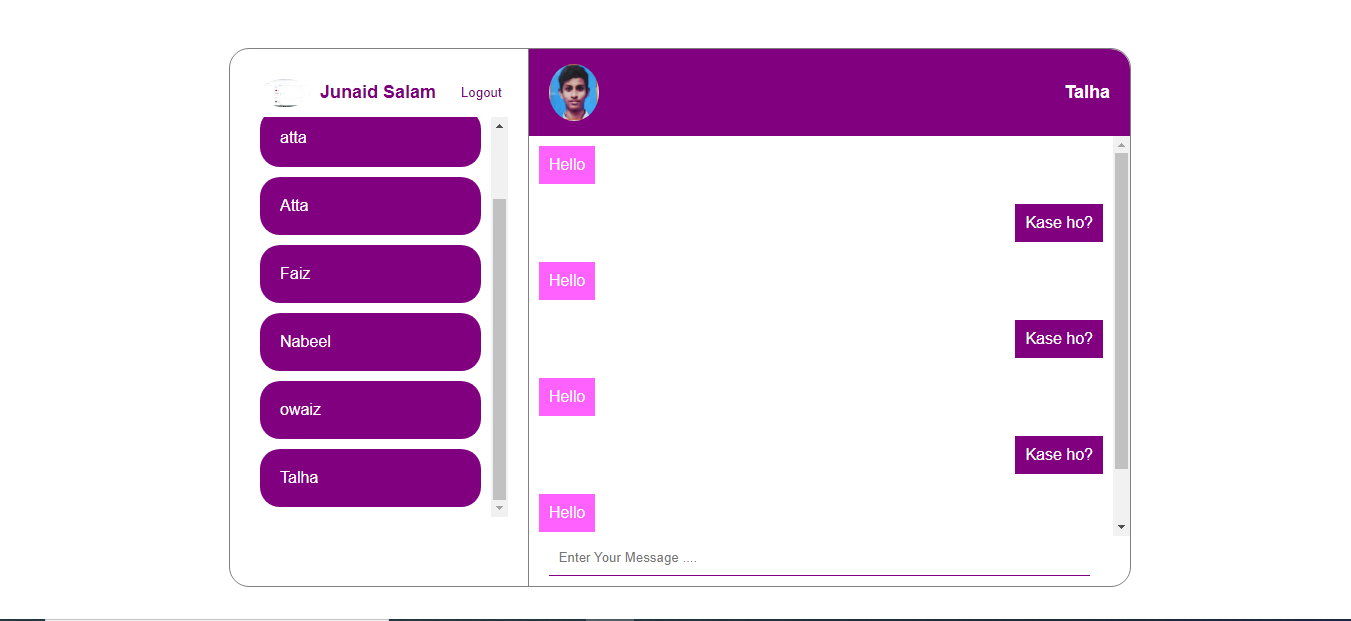 Junaid Salam Logout
atta
Atta
Faiz
Nabeel
owaiz
Talha
Talha
Hello
Kase ho?
Hello
Kase ho?
Hello
Kase ho?
Hello
Enter Your Message ....